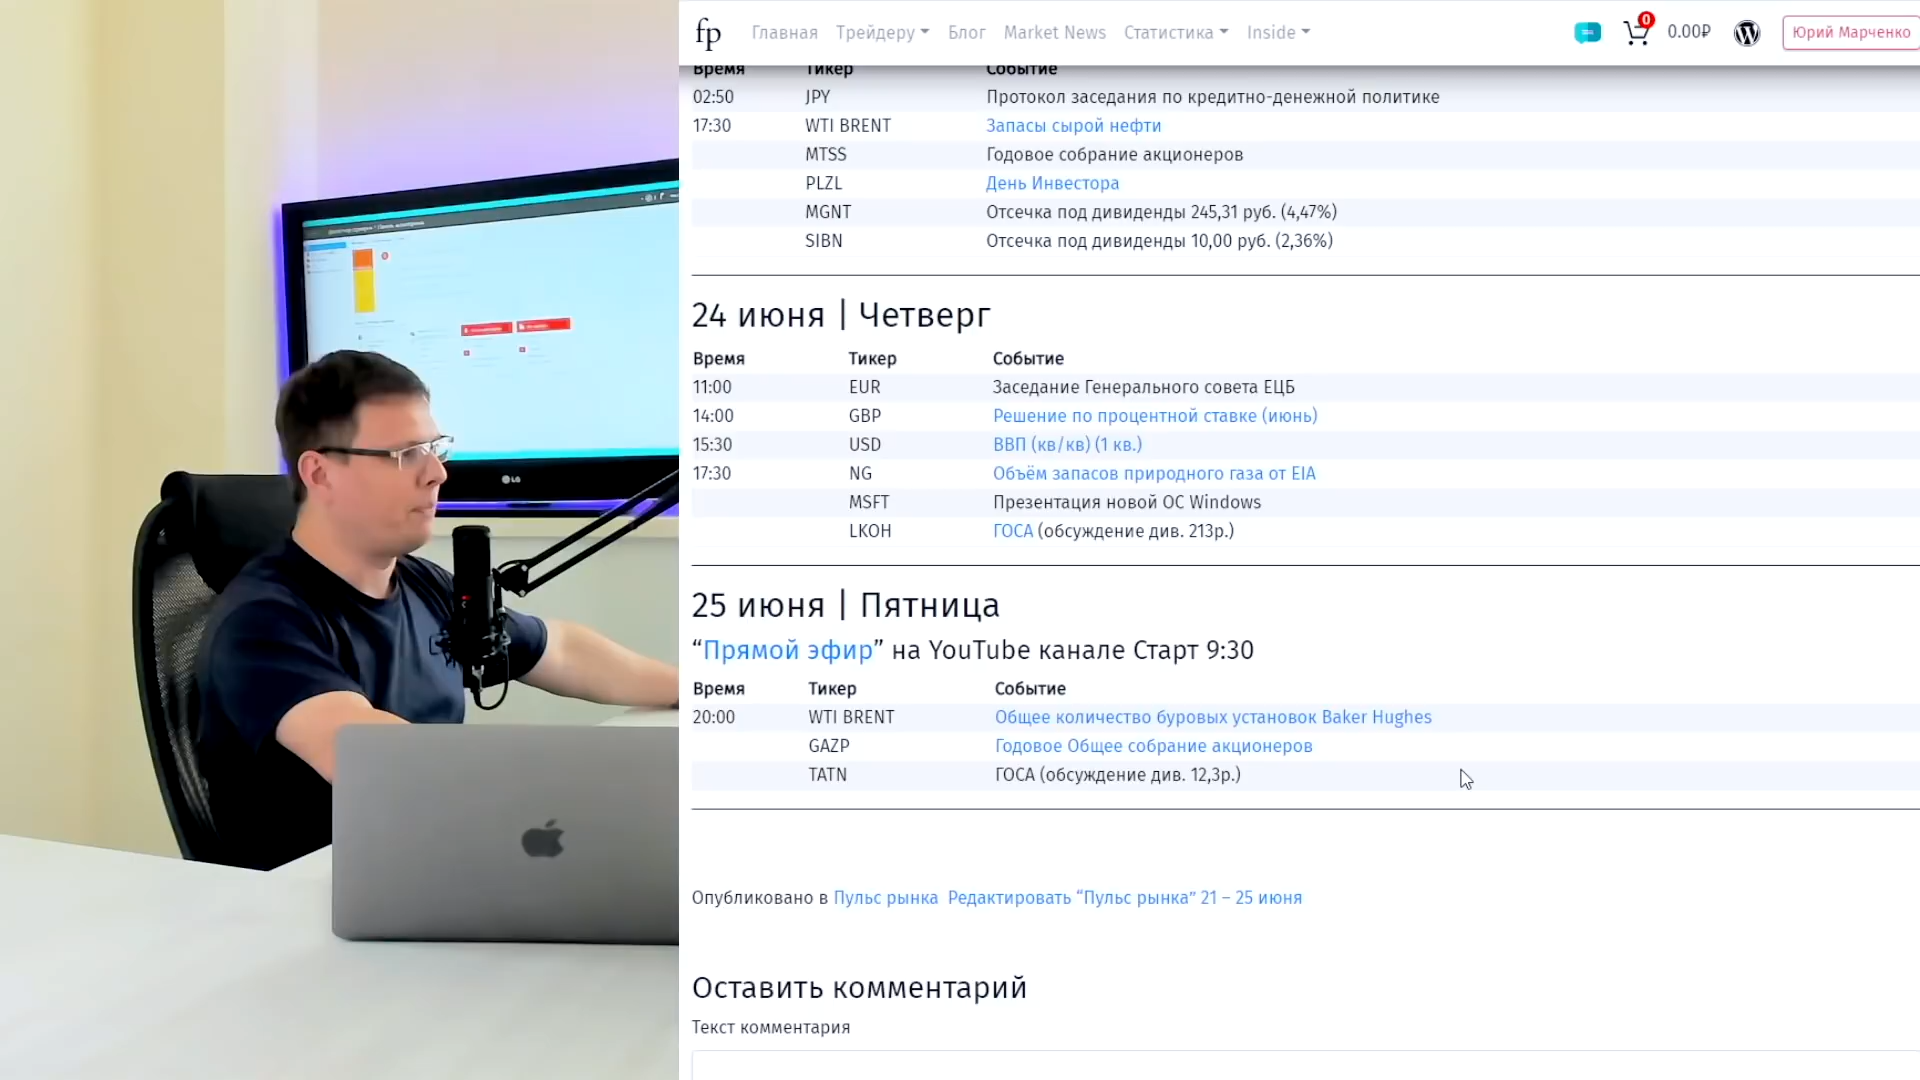 fp Главная Трейдеру Блог Market News Статистика Inside 0 0.00₽ Юрий Марченко
Время Тикер Событие
02:50 JPY Протокол заседания по кредитно-денежной политике
17:30 WTI BRENT Запасы сырой нефти
MTSS Годовое собрание акционеров
PLZL День Инвестора
MGNT Отсечка под дивиденды 245,31 руб. (4,47%)
SIBN Отсечка под дивиденды 10,00 руб. (2,36%)
24 июня | Четверг
Время Тикер Событие
11:00 EUR Заседание Генерального совета ЕЦБ
14:00 GBP Решение по процентной ставке (июнь)
15:30 USD ВВП (кв/кв) (1 кв.)
17:30 NG Объём запасов природного газа от EIA
MSFT Презентация новой ОС Windows
LKOH ГОСА (обсуждение див. 213р.)
25 июня | Пятница
“Прямой эфир” на YouTube канале Старт 9:30
Время Тикер Событие
20:00 WTI BRENT Общее количество буровых установок Baker Hughes
GAZP Годовое Общее собрание акционеров
TATN ГОСА (обсуждение див. 12,3р.)
Опубликовано в Пульс рынка Редактировать “Пульс рынка” 21 – 25 июня
Оставить комментарий
Текст комментария
LG